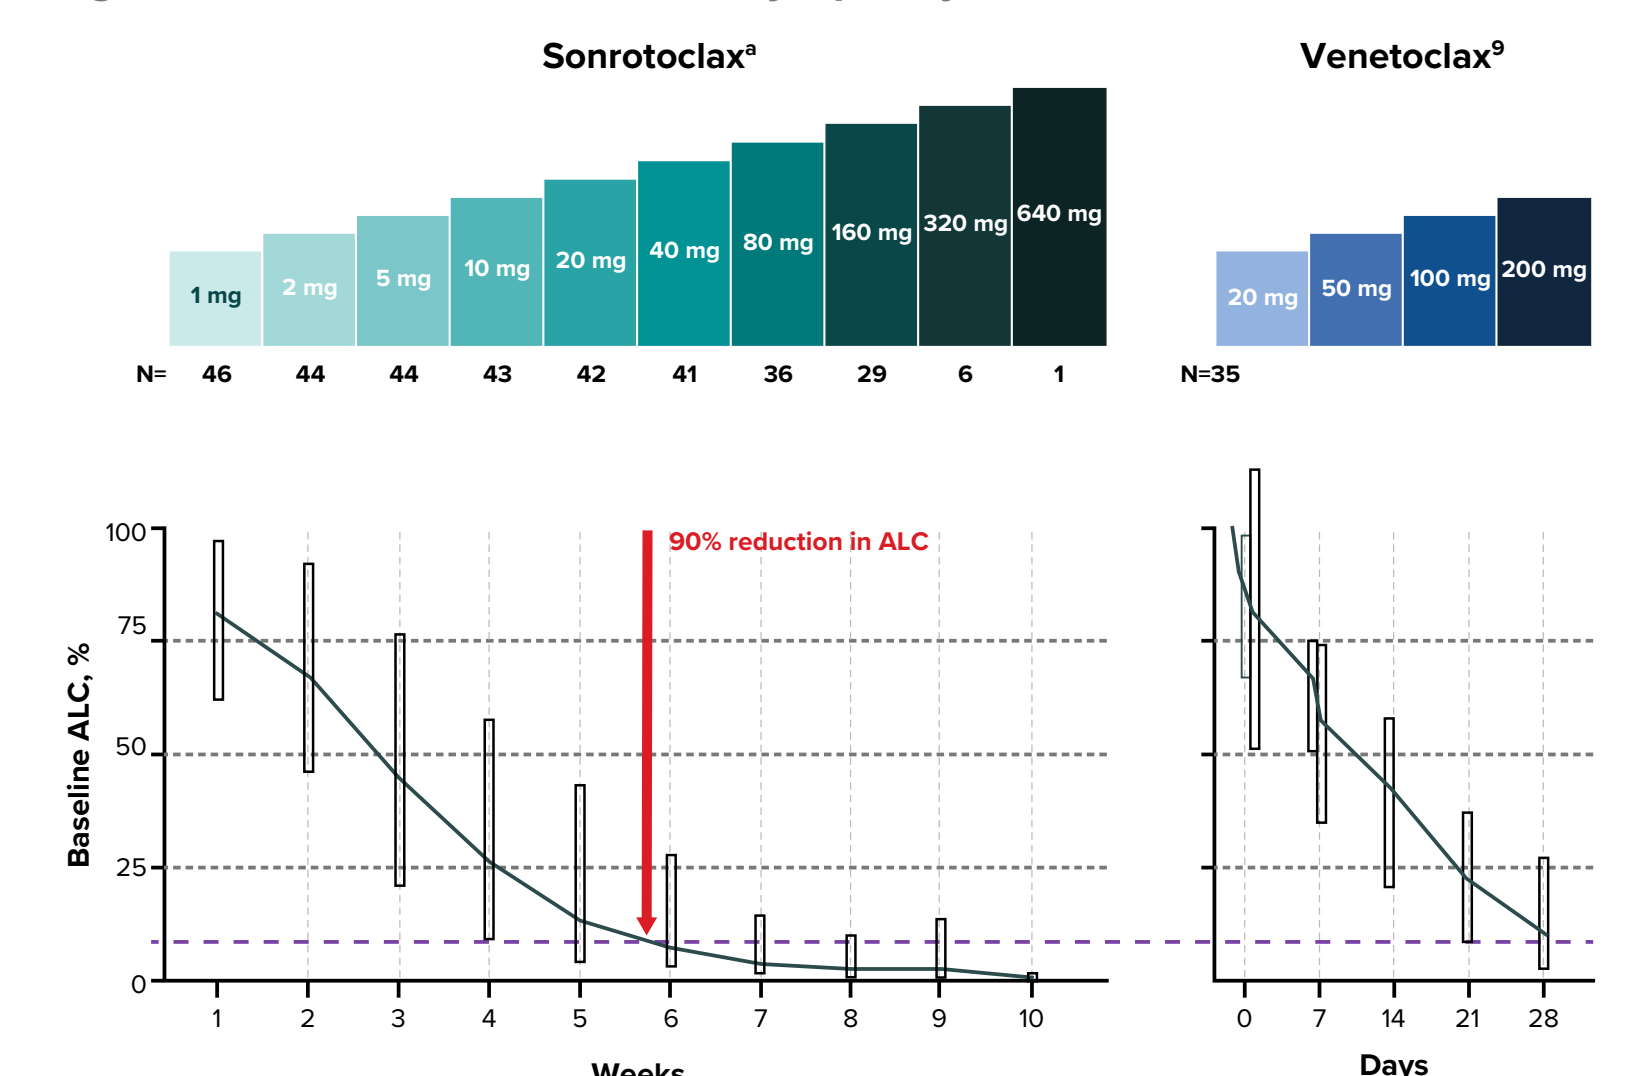 Sonrotoclaxᵃ
Venetoclax⁹
1 mg
2 mg
5 mg
10 mg
20 mg
40 mg
80 mg
160 mg
320 mg
640 mg
20 mg
50 mg
100 mg
200 mg
N= 46 44 44 43 42 41 36 29 6 1
N=35
Baseline ALC, %
100
75
50
25
0
90% reduction in ALC
1 2 3 4 5 6 7 8 9 10
Weeks
0 7 14 21 28
Days